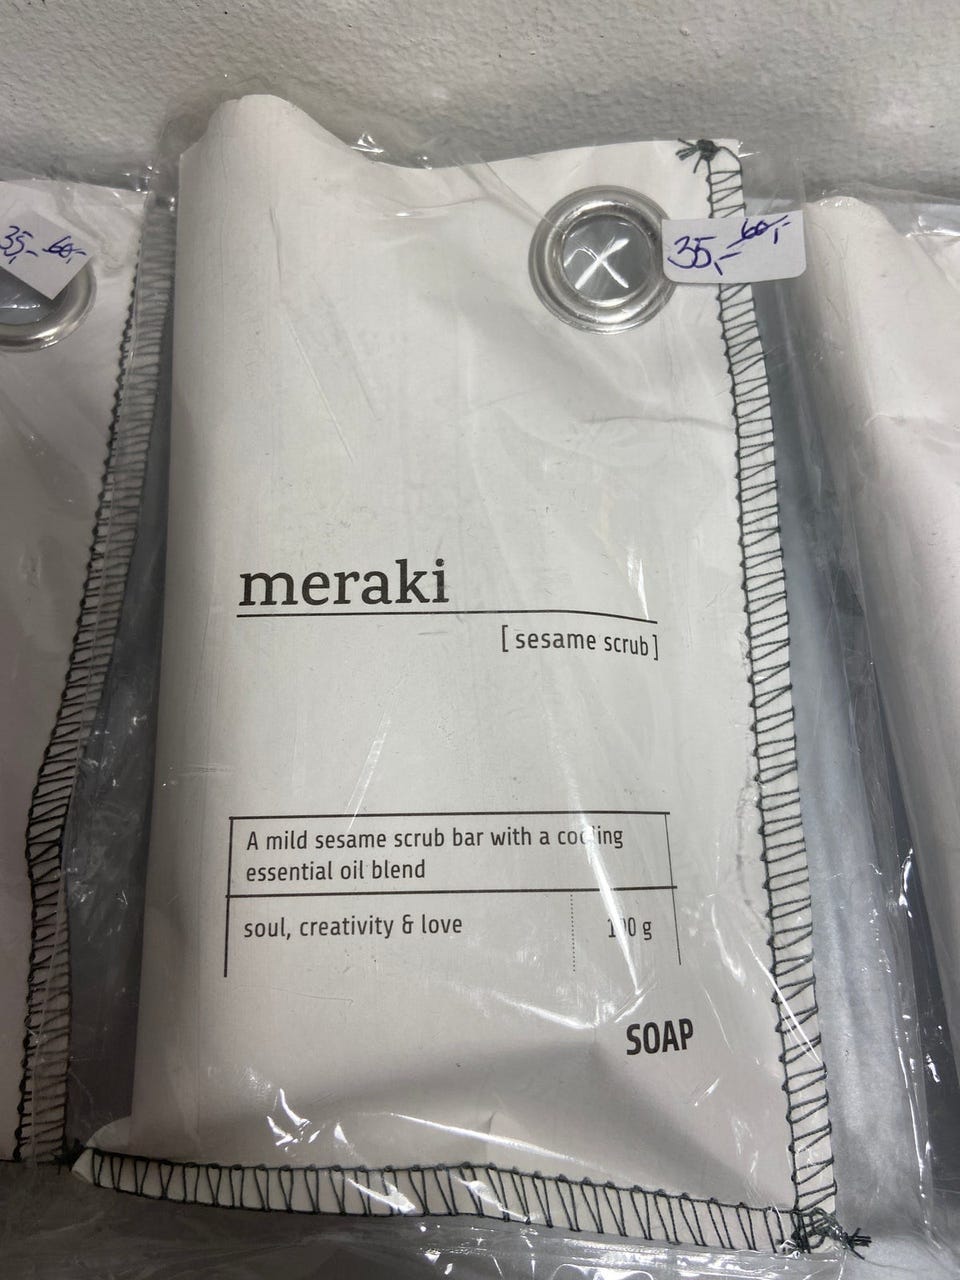 35,- 60,-
35,- 60,-
meraki
[ sesame scrub ]
A mild sesame scrub bar with a cooling
essential oil blend
soul, creativity & love
100 g
SOAP